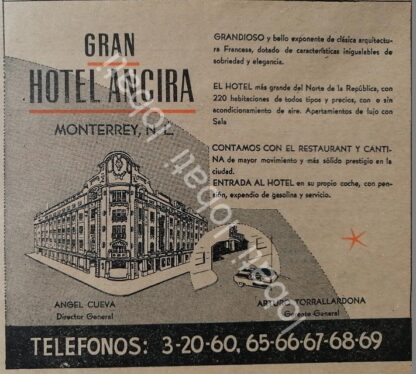 GRAN
HOTEL ANCIRA
MONTERREY, N. L.
GRANDIOSO y bello exponente de clásica arquitectu-
ra Francesa, dotado de características inigualables de
sobriedad y elegancia.
EL HOTEL más grande del Norte de la República, con
220 habitaciones de todos tipos y precios, con o sin
acondicionamiento de aire. Apartamentos de lujo con
Sala
CONTAMOS CON EL RESTAURANT Y CANTI-
NA de mayor movimiento y más sólido prestigio en la
ciudad.
ENTRADA AL HOTEL en su propio coche, con pen-
sión, expendio de gasolina y servicio.
ANGEL CUEVA
Director General
ARTURO TORRALLARDONA
Gerente General
TELEFONOS: 3-20-60, 65-66-67-68-69